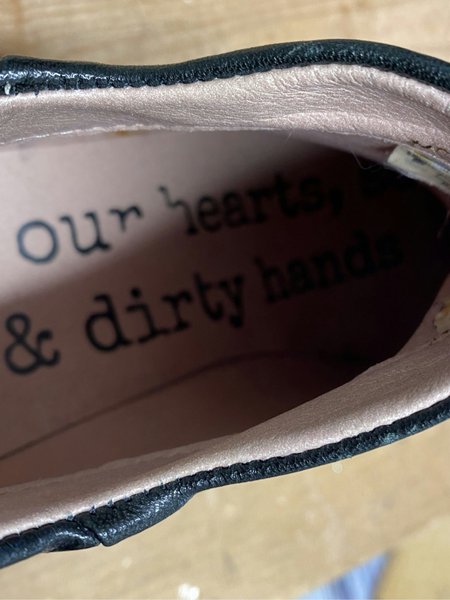 our hearts,
& dirty hands